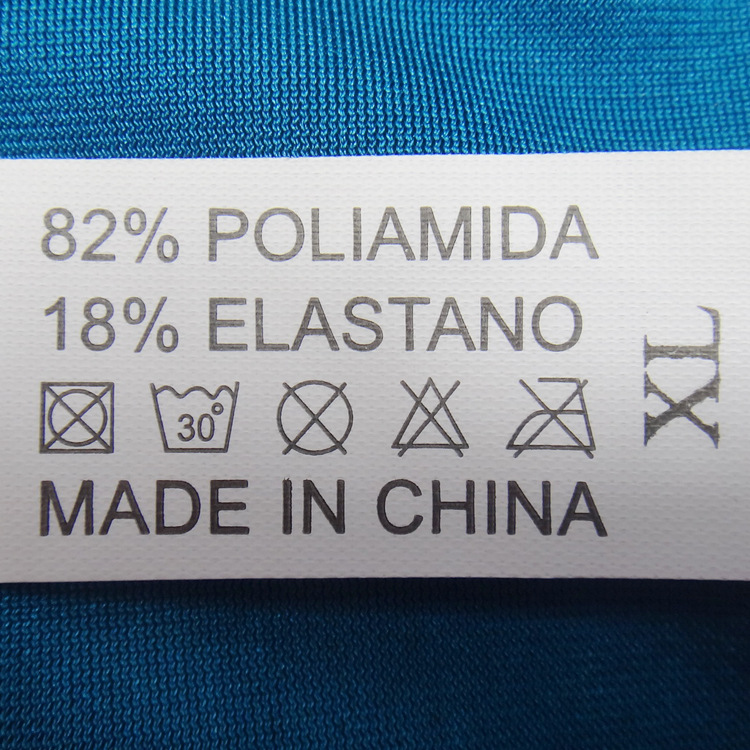 82% POLIAMIDA
18% ELASTANO
XL
30°
MADE IN CHINA